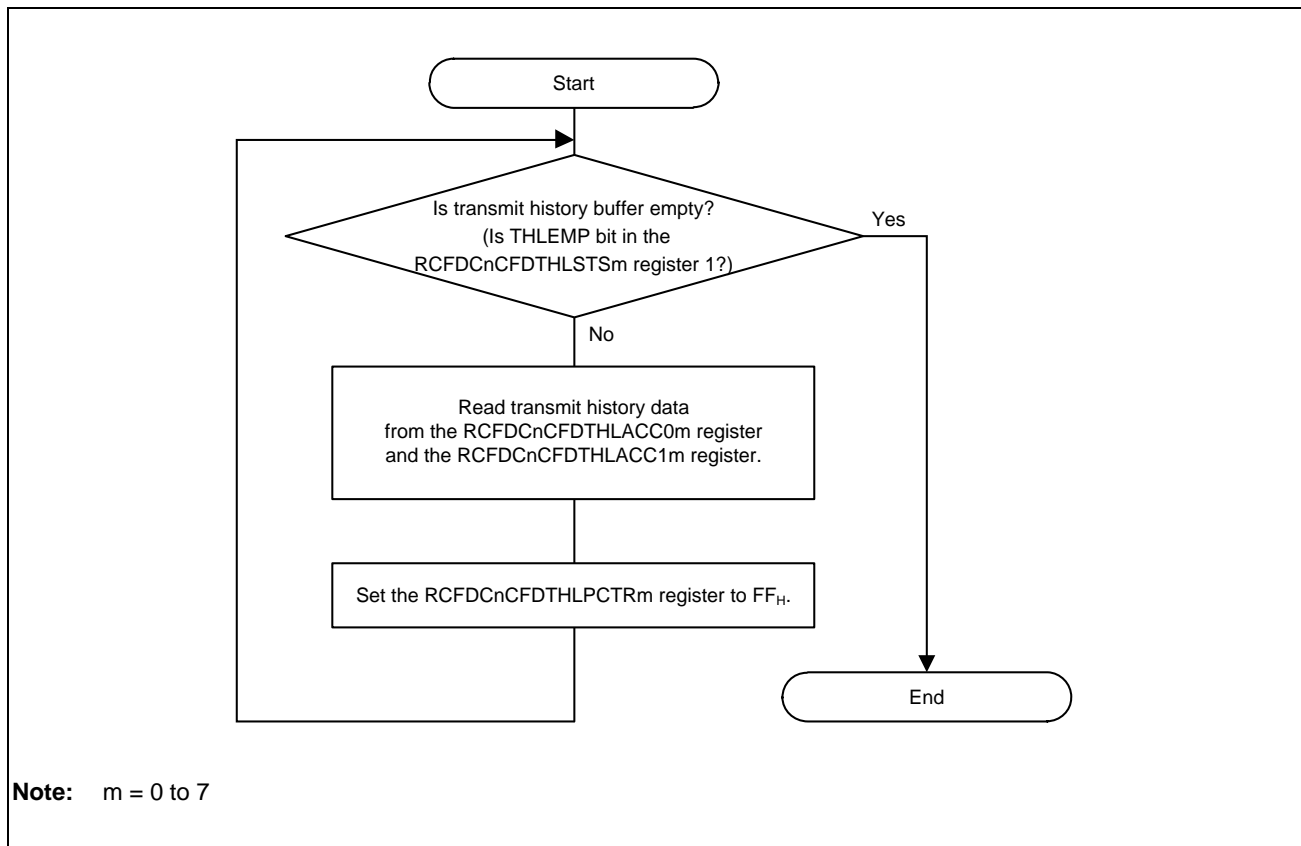 Start
Is transmit history buffer empty?
(Is THLEMP bit in the
RCFDCnCFDTHLSTSm register 1?)
Yes
No
Read transmit history data
from the RCFDCnCFDTHLACC0m register
and the RCFDCnCFDTHLACC1m register.
Set the RCFDCnCFDTHLPCTRm register to FFH.
End
Note: m = 0 to 7